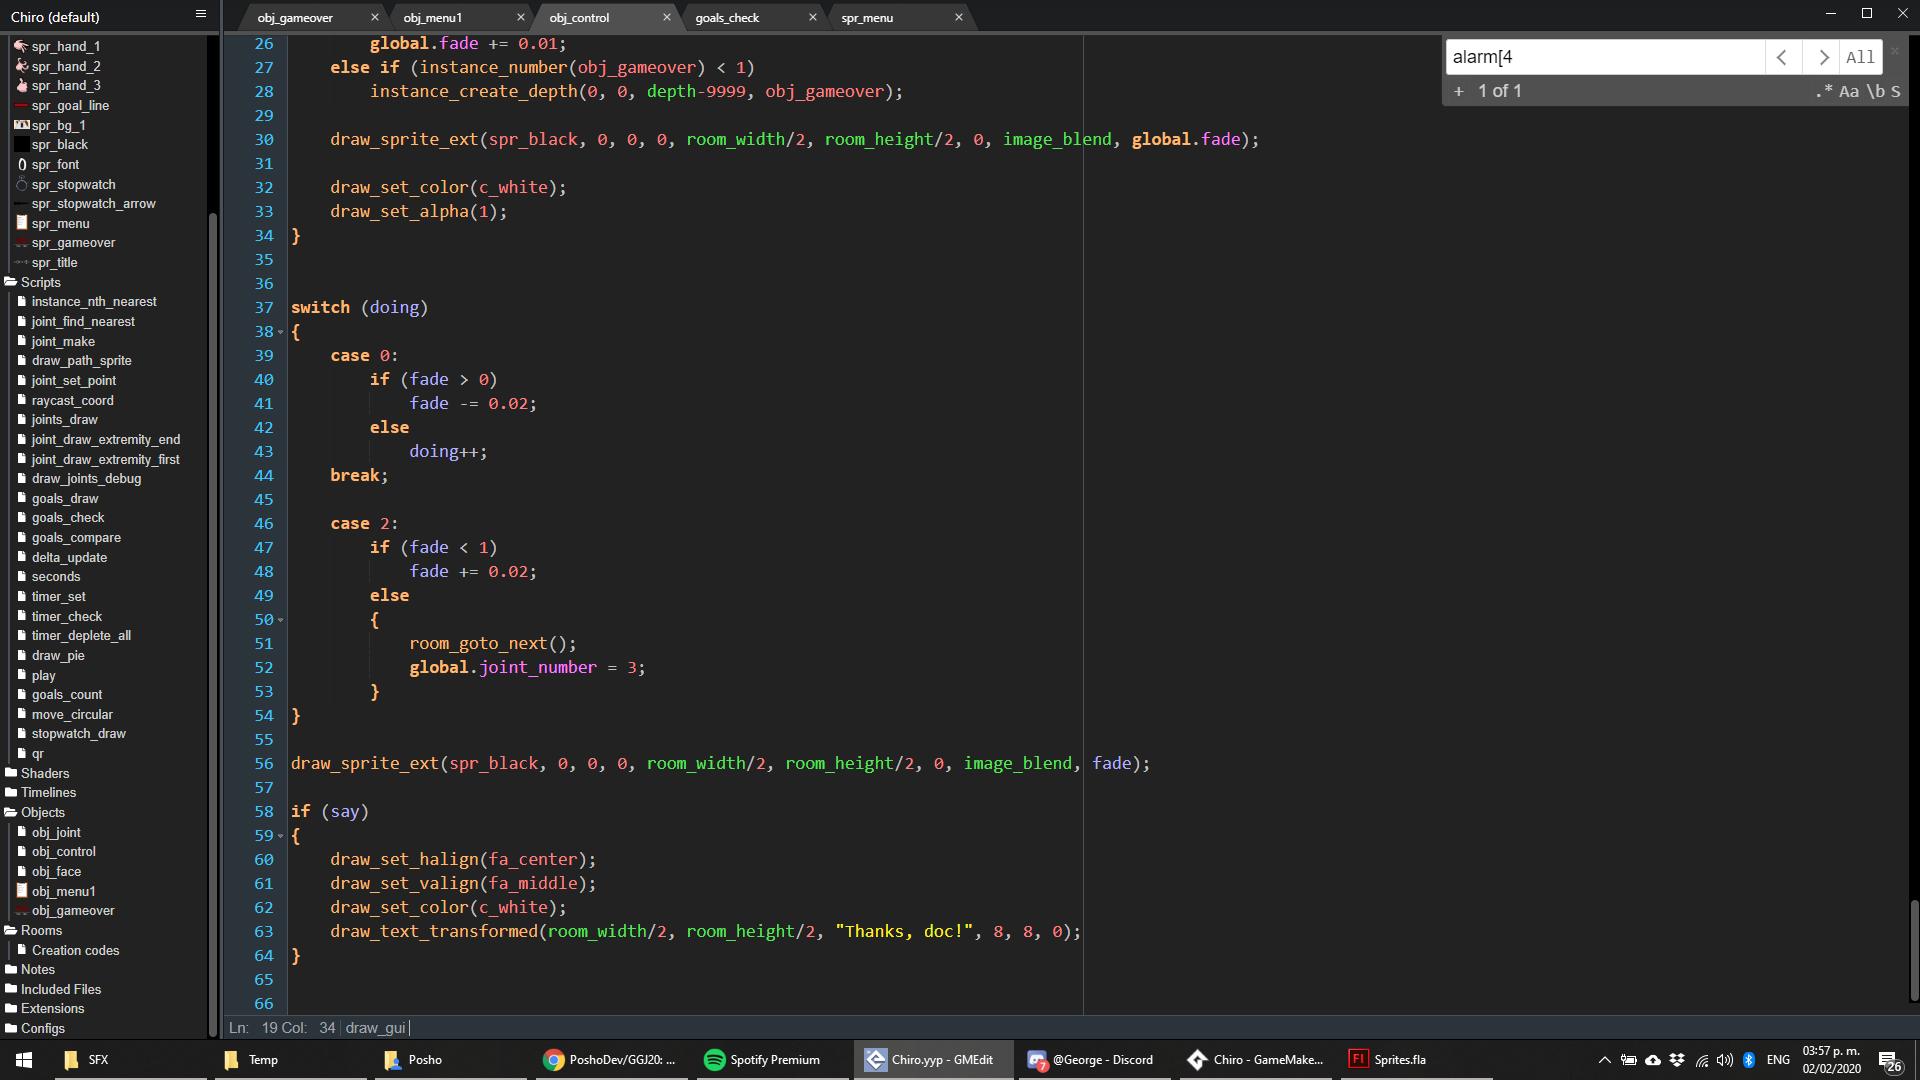 Chiro (default)
obj_gameover
obj_menu1
obj_control
goals_check
spr_menu
spr_hand_1
spr_hand_2
spr_hand_3
spr_goal_line
spr_bg_1
spr_black
spr_font
spr_stopwatch
spr_stopwatch_arrow
spr_menu
spr_gameover
spr_title
Scripts
instance_nth_nearest
joint_find_nearest
joint_make
draw_path_sprite
joint_set_point
raycast_coord
joints_draw
joint_draw_extremity_end
joint_draw_extremity_first
draw_joints_debug
goals_draw
goals_check
goals_compare
delta_update
seconds
timer_set
timer_check
timer_deplete_all
draw_pie
play
goals_count
move_circular
stopwatch_draw
qr
Shaders
Timelines
Objects
obj_joint
obj_control
obj_face
obj_menu1
obj_gameover
Rooms
Creation codes
Notes
Included Files
Extensions
Configs
26 global.fade += 0.01;
27 else if (instance_number(obj_gameover) < 1)
28 instance_create_depth(0, 0, depth-9999, obj_gameover);
29
30 draw_sprite_ext(spr_black, 0, 0, 0, room_width/2, room_height/2, 0, image_blend, global.fade);
31
32 draw_set_color(c_white);
33 draw_set_alpha(1);
34 }
35
36
37 switch (doing)
38 {
39 case 0:
40 if (fade > 0)
41 fade -= 0.02;
42 else
43 doing++;
44 break;
45
46 case 2:
47 if (fade < 1)
48 fade += 0.02;
49 else
50 {
51 room_goto_next();
52 global.joint_number = 3;
53 }
54 }
55
56 draw_sprite_ext(spr_black, 0, 0, 0, room_width/2, room_height/2, 0, image_blend, fade);
57
58 if (say)
59 {
60 draw_set_halign(fa_center);
61 draw_set_valign(fa_middle);
62 draw_set_color(c_white);
63 draw_text_transformed(room_width/2, room_height/2, "Thanks, doc!", 8, 8, 0);
64 }
65
66
alarm[4
All
+ 1 of 1 .* Aa \b S
Ln: 19 Col: 34 draw_gui
SFX
Temp
Posho
PoshoDev/GGJ20: ...
Spotify Premium
Chiro.yyp - GMEdit
7
@George - Discord
Chiro - GameMake...
Fl
Sprites.fla
ENG
03:57 p. m.
02/02/2020
26